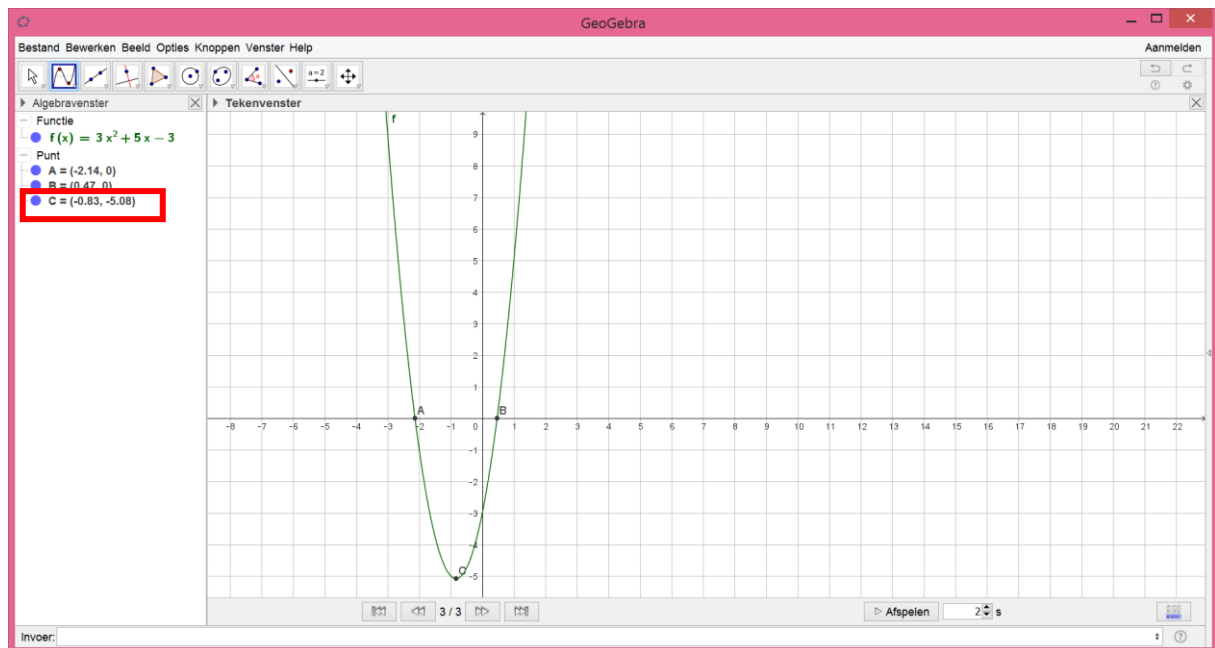 GeoGebra
Bestand Bewerken Beeld Opties Knoppen Venster Help
Aanmelden
a=2
Algebravenster
Tekenvenster
Functie
f(x) = 3 x² + 5 x − 3
Punt
A = (-2.14, 0)
B = (0.47, 0)
C = (-0.83, -5.08)
f
9
8
7
6
5
4
3
2
1
A
B
-8 -7 -6 -5 -4 -3 -2 -1 0 1 2 3 4 5 6 7 8 9 10 11 12 13 14 15 16 17 18 19 20 21 22
-1
-2
-3
-4
C
-5
3 / 3
Afspelen
2 s
Invoer: